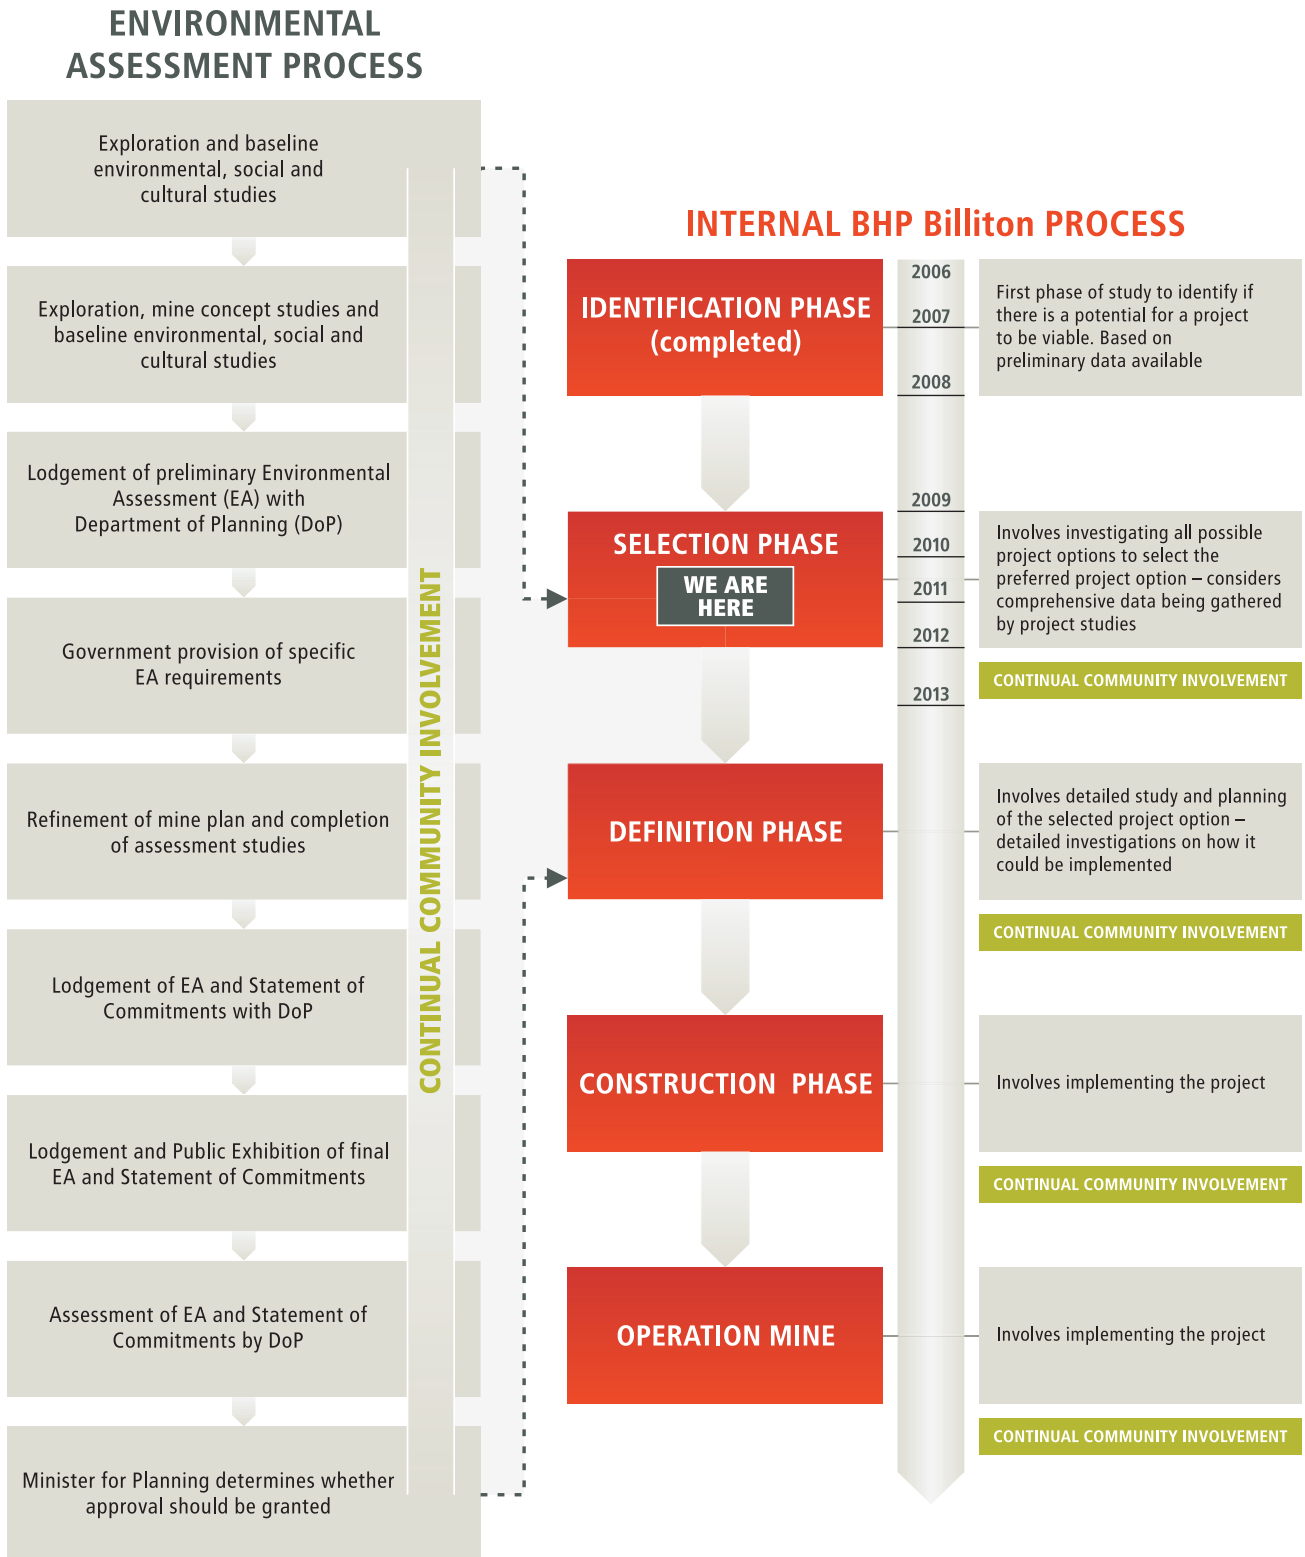 ENVIRONMENTAL
ASSESSMENT PROCESS
Exploration and baseline
environmental, social and
cultural studies
Exploration, mine concept studies and
baseline environmental, social and
cultural studies
Lodgement of preliminary Environmental
Assessment (EA) with
Department of Planning (DoP)
Government provision of specific
EA requirements
Refinement of mine plan and completion
of assessment studies
Lodgement of EA and Statement of
Commitments with DoP
Lodgement and Public Exhibition of final
EA and Statement of Commitments
Assessment of EA and Statement of
Commitments by DoP
Minister for Planning determines whether
approval should be granted
CONTINUAL COMMUNITY INVOLVEMENT
INTERNAL BHP Billiton PROCESS
IDENTIFICATION PHASE
(completed)
2006
2007
2008
First phase of study to identify if
there is a potential for a project
to be viable. Based on
preliminary data available
SELECTION PHASE
WE ARE
HERE
2009
2010
2011
2012
2013
Involves investigating all possible
project options to select the
preferred project option – considers
comprehensive data being gathered
by project studies
CONTINUAL COMMUNITY INVOLVEMENT
DEFINITION PHASE
Involves detailed study and planning
of the selected project option –
detailed investigations on how it
could be implemented
CONTINUAL COMMUNITY INVOLVEMENT
CONSTRUCTION PHASE
Involves implementing the project
CONTINUAL COMMUNITY INVOLVEMENT
OPERATION MINE
Involves implementing the project
CONTINUAL COMMUNITY INVOLVEMENT